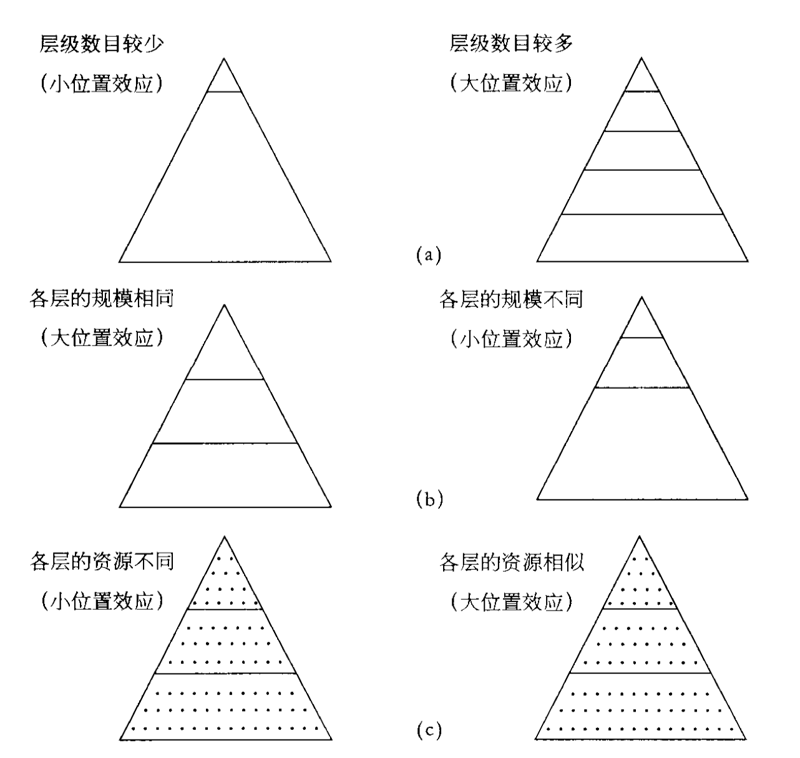 层级数目较少
（小位置效应）
层级数目较多
（大位置效应）
(a)
各层的规模相同
（大位置效应）
各层的规模不同
（小位置效应）
(b)
各层的资源不同
（小位置效应）
各层的资源相似
（大位置效应）
(c)